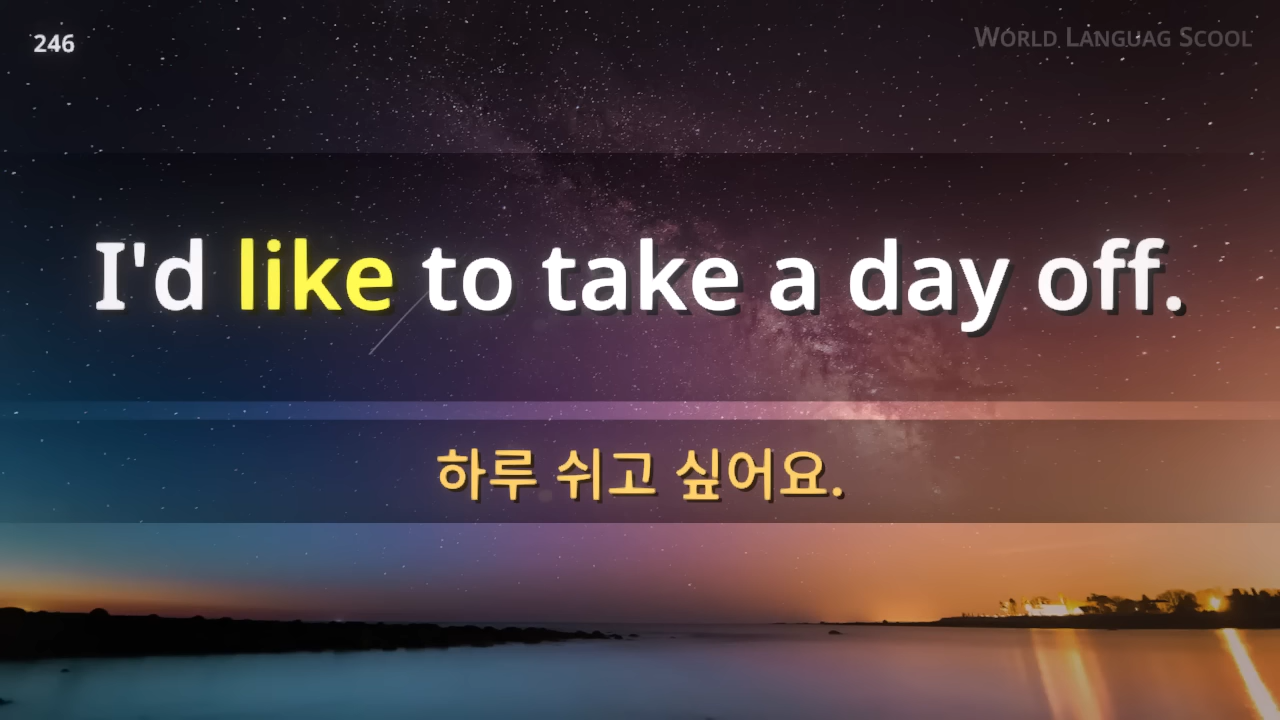 246
World Languag Scool
I'd like to take a day off.
하루 쉬고 싶어요.